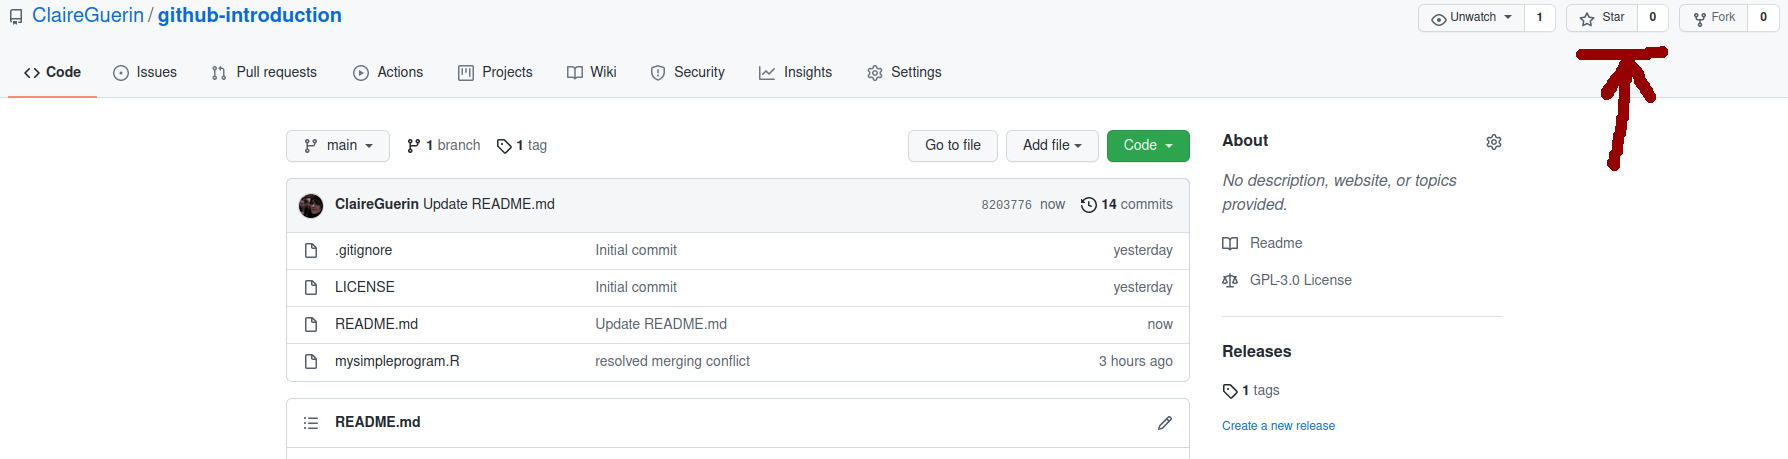 ClaireGuerin / github-introduction
Unwatch 1 Star 0 Fork 0
Code Issues Pull requests Actions Projects Wiki Security Insights Settings
main 1 branch 1 tag Go to file Add file Code
ClaireGuerin Update README.md 8203776 now 14 commits
.gitignore Initial commit yesterday
LICENSE Initial commit yesterday
README.md Update README.md now
mysimpleprogram.R resolved merging conflict 3 hours ago
README.md
About
No description, website, or topics
provided.
Readme
GPL-3.0 License
Releases
1 tags
Create a new release